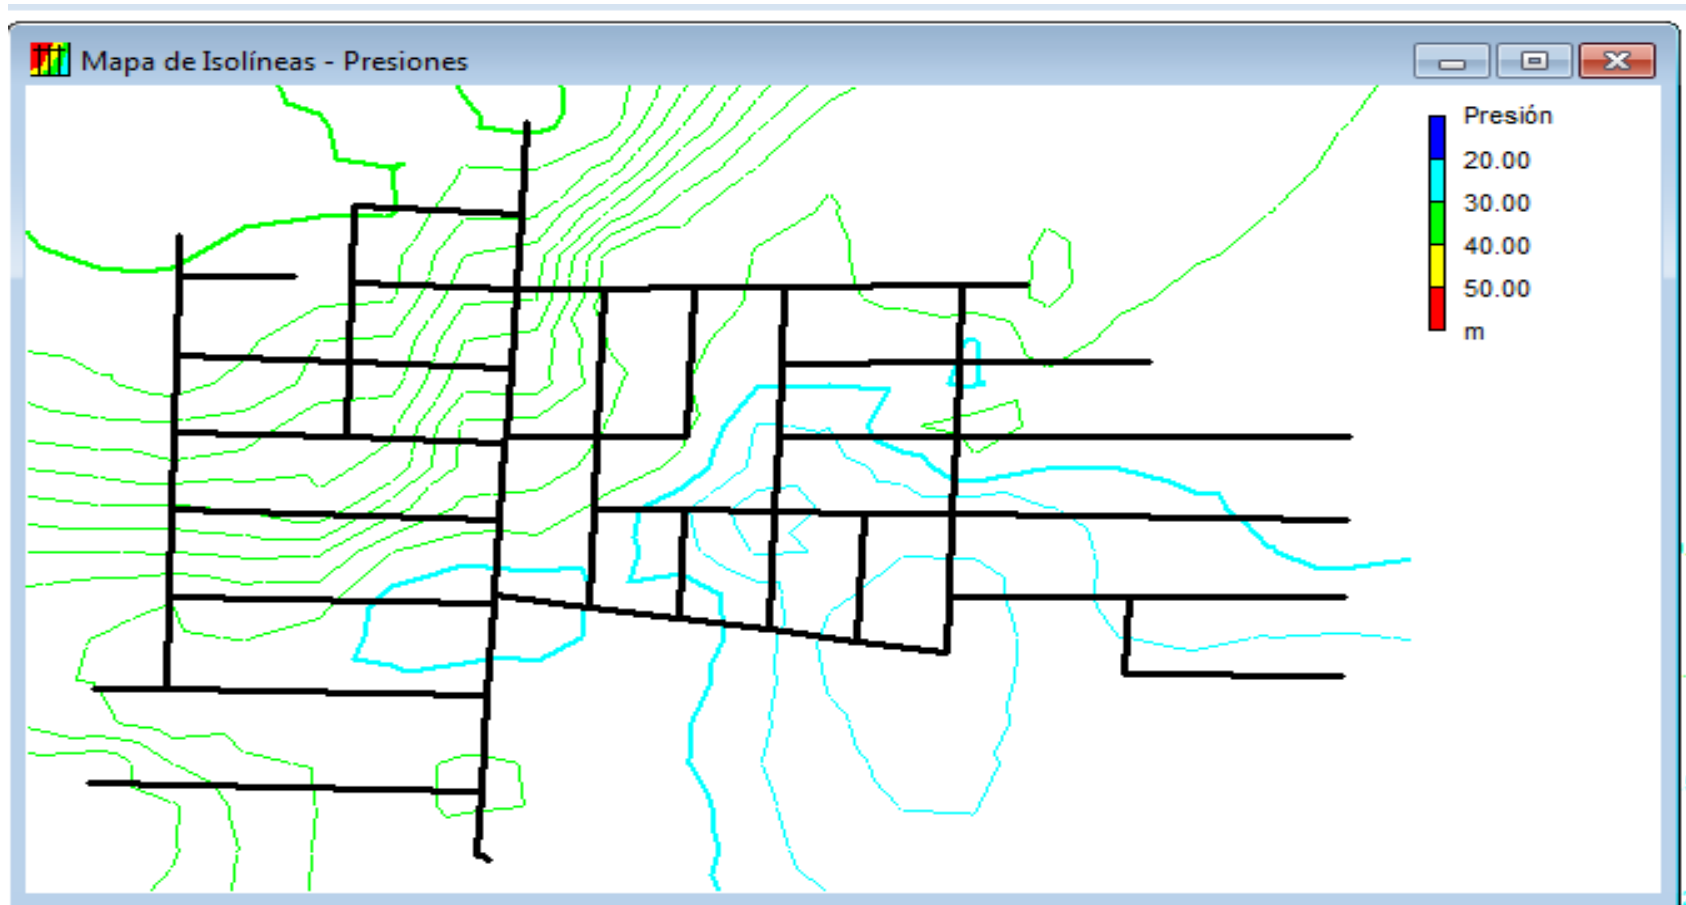 Mapa de Isolíneas - Presiones
Presión
20.00
30.00
40.00
50.00
m